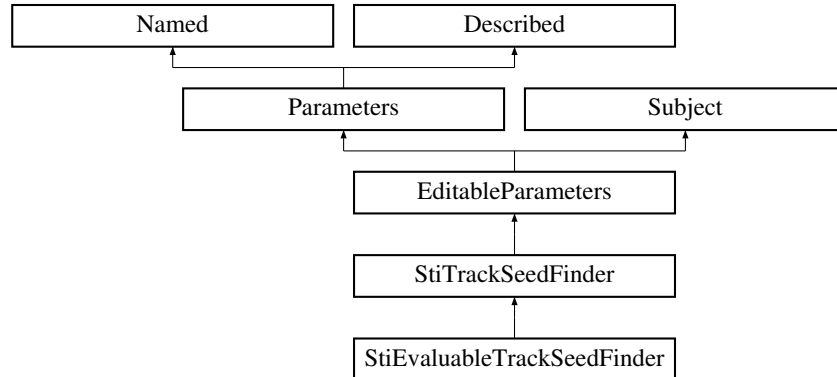 Named
Described
Parameters
Subject
EditableParameters
StiTrackSeedFinder
StiEvaluableTrackSeedFinder